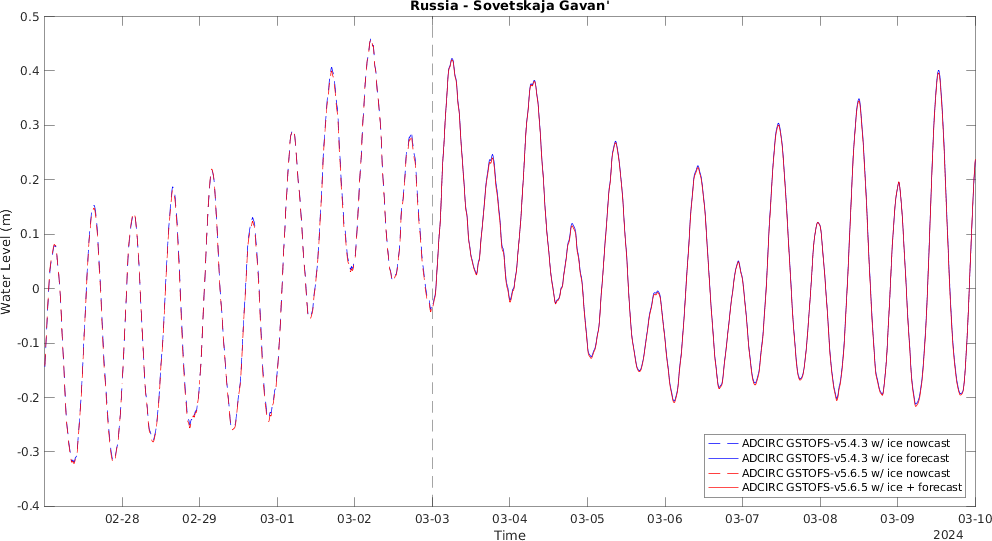 Russia - Sovetskaja Gavan'
0.5
0.4
0.3
0.2
0.1
0
-0.1
-0.2
-0.3
-0.4
Water Level (m)
02-28 02-29 03-01 03-02 03-03 03-04 03-05 03-06 03-07 03-08 03-09 03-10
Time
2024
ADCIRC GSTOFS-v5.4.3 w/ ice nowcast
ADCIRC GSTOFS-v5.4.3 w/ ice forecast
ADCIRC GSTOFS-v5.6.5 w/ ice nowcast
ADCIRC GSTOFS-v5.6.5 w/ ice + forecast